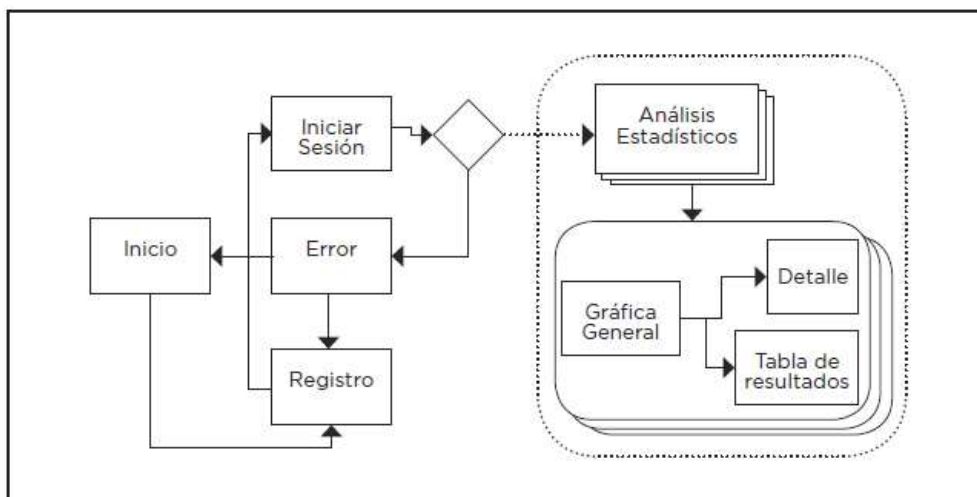 Iniciar
Sesión
Análisis
Estadísticos
Inicio
Error
Registro
Gráfica
General
Detalle
Tabla de
resultados